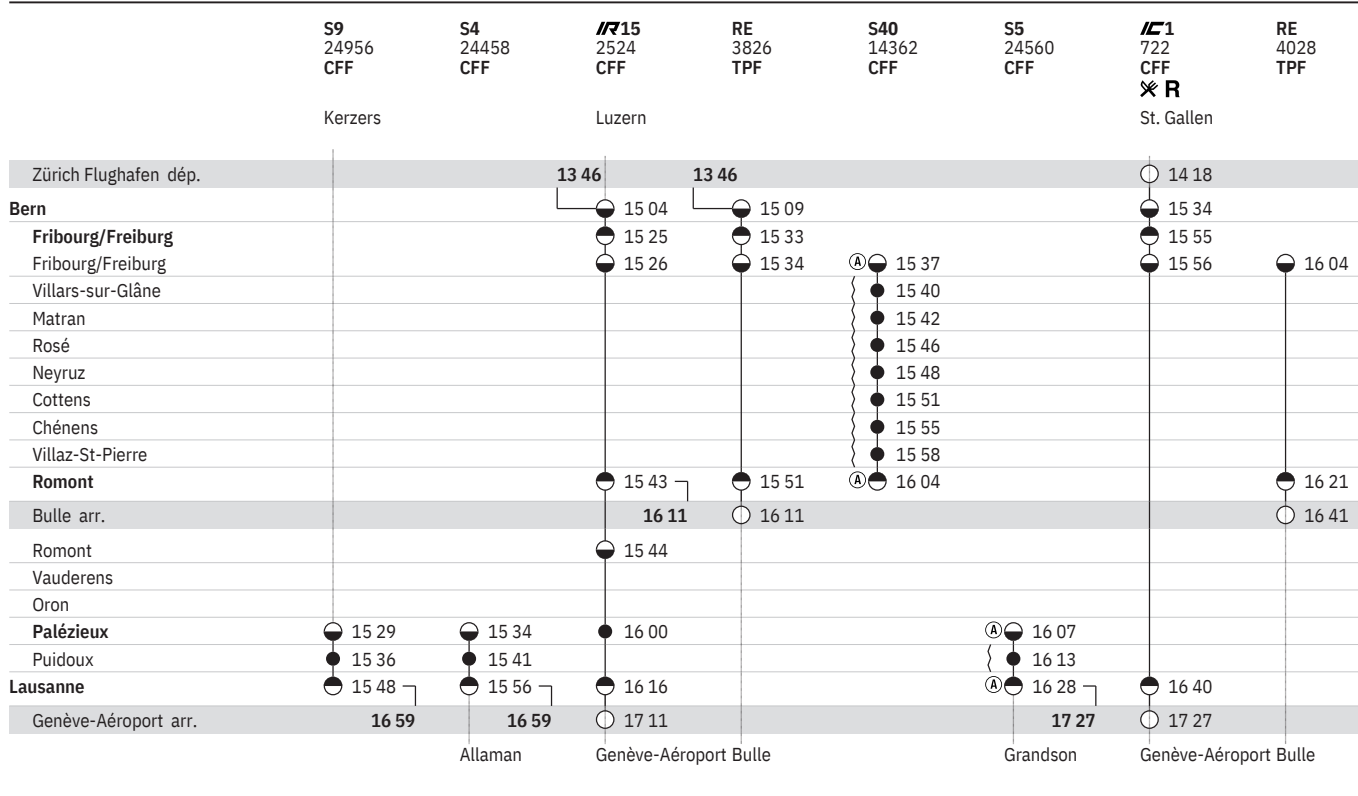 S9 S4 IR15 RE S40 S5 IC1 RE
24956 24458 2524 3826 14362 24560 722 4028
CFF CFF CFF TPF CFF CFF CFF TPF
R
Kerzers Luzern St. Gallen
Zürich Flughafen dép. 13 46 13 46 14 18
Bern 15 04 15 09 15 34
Fribourg/Freiburg 15 25 15 33 15 55
Fribourg/Freiburg 15 26 15 34 A 15 37 15 56 16 04
Villars-sur-Glâne 15 40
Matran 15 42
Rosé 15 46
Neyruz 15 48
Cottens 15 51
Chénens 15 55
Villaz-St-Pierre 15 58
Romont 15 43 15 51 A 16 04 16 21
Bulle arr. 16 11 16 11 16 41
Romont 15 44
Vauderens
Oron
Palézieux 15 29 15 34 16 00 A 16 07
Puidoux 15 36 15 41 16 13
Lausanne 15 48 15 56 16 16 A 16 28 16 40
Genève-Aéroport arr. 16 59 16 59 17 11 17 27 17 27
Allaman Genève-Aéroport Bulle Grandson Genève-Aéroport Bulle